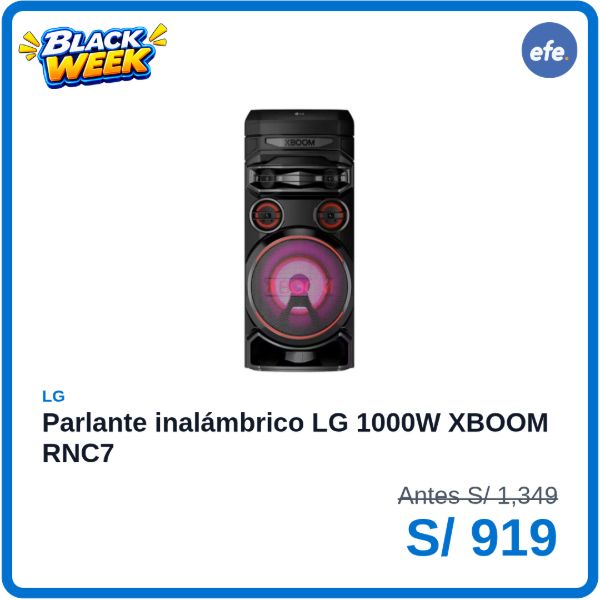 BLACK
WEEK
efe.
XBOOM
LG
Parlante inalámbrico LG 1000W XBOOM
RNC7
Antes S/ 1,349
S/ 919